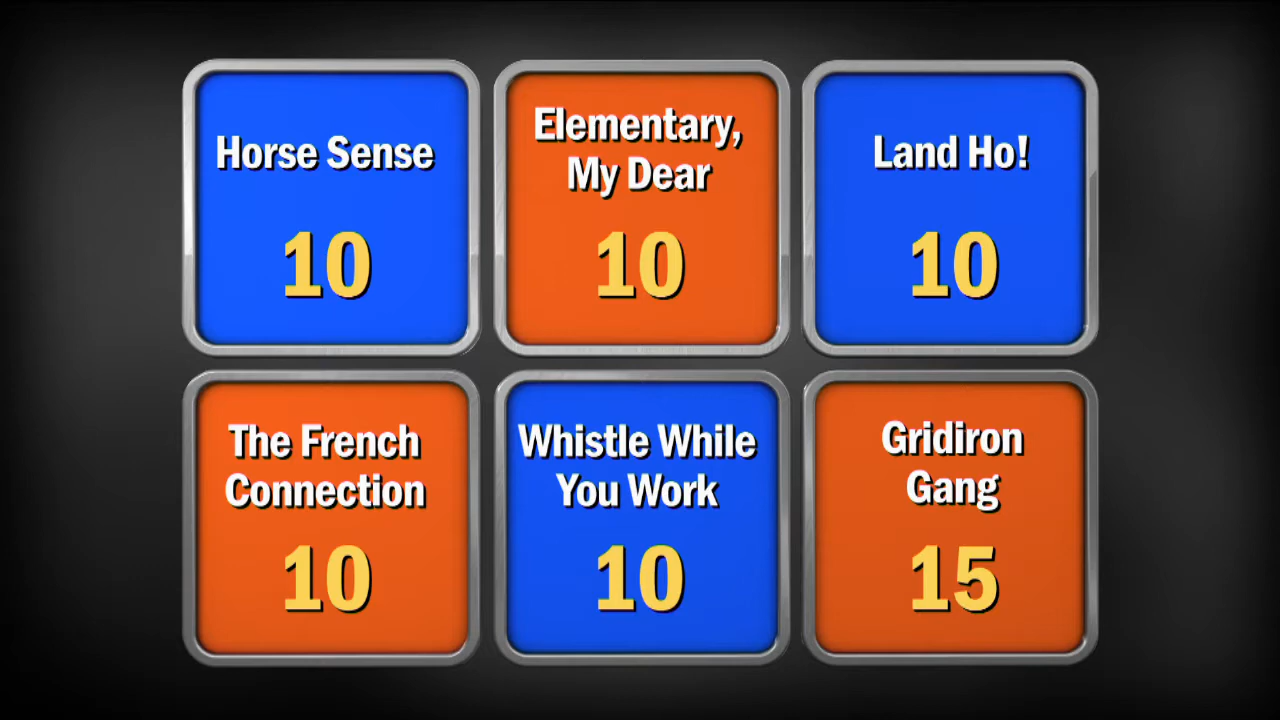 Horse Sense
10
Elementary,
My Dear
10
Land Ho!
10
The French
Connection
10
Whistle While
You Work
10
Gridiron
Gang
15